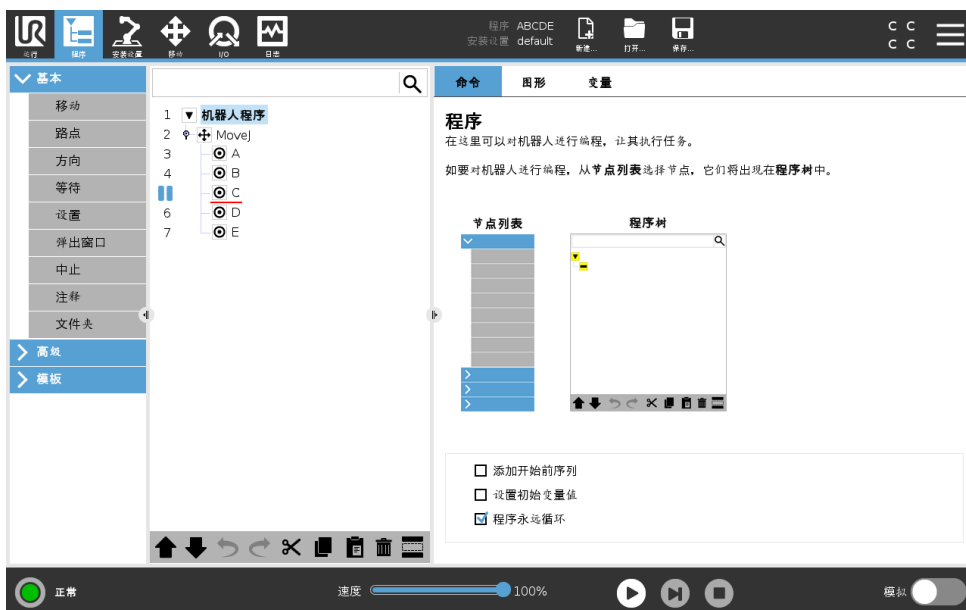 UR
运行 程序 安装设置 移动 I/O 日志
程序 ABCDE
安装设置 default
新建... 打开... 保存...
C C
C C
基本
移动
路点
方向
等待
设置
弹出窗口
中止
注释
文件夹
高级
模板
1 机器人程序
2 MoveJ
3 A
4 B
C
6 D
7 E
命令 图形 变量
程序
在这里可以对机器人进行编程，让其执行任务。
如要对机器人进行编程，从节点列表选择节点，它们将出现在程序树中。
节点列表 程序树
添加开始前序列
设置初始变量值
程序永远循环
正常 速度 100% 模拟